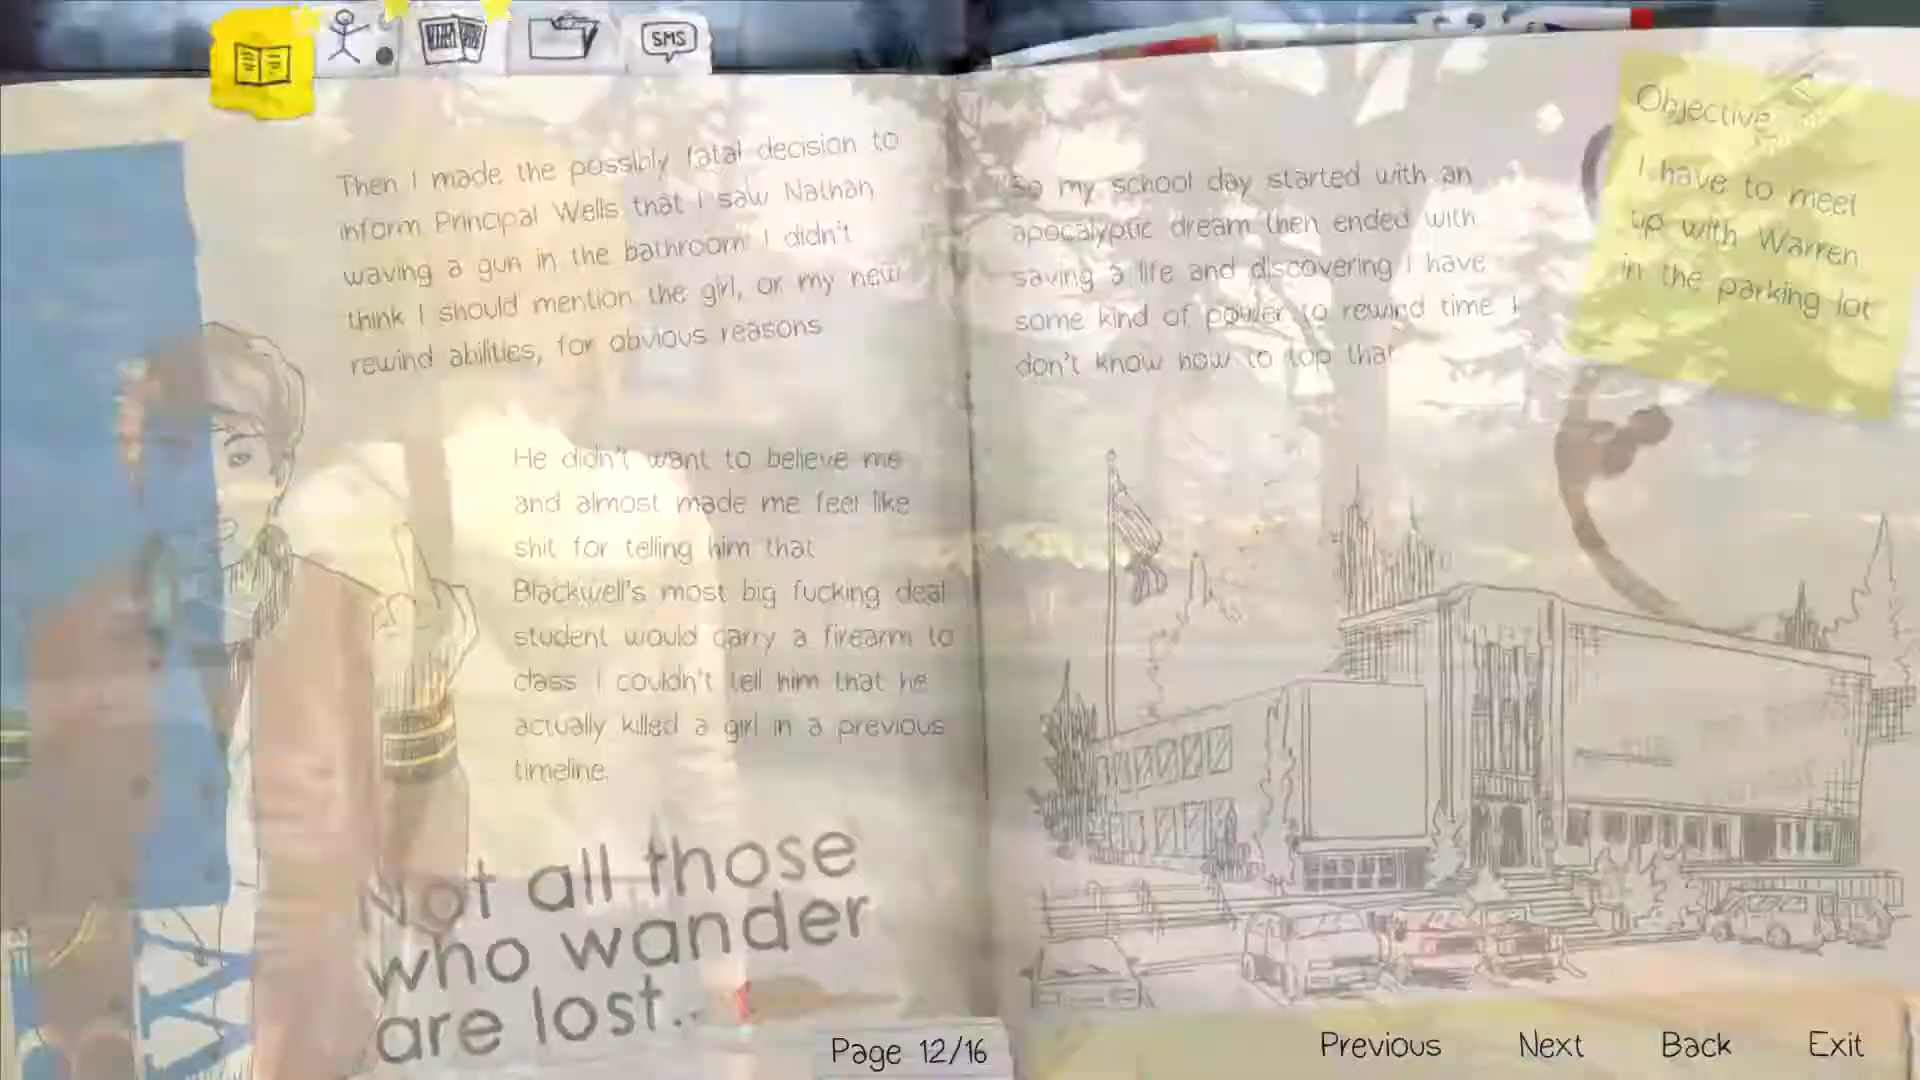 SMS
Then I made the possibly fatal decision to
inform Principal Wells that I saw Nathan
waving a gun in the bathroom I didn't
think I should mention the girl, or my new
rewind abilities, for obvious reasons
He didn't want to believe me
and almost made me feel like
shit for telling him that
Blackwell's most big fucking deal
student would carry a firearm to
class I couldn't tell him that he
actually killed a girl in a previous
timeline.
Not all those
who wander
are lost...
So my school day started with an
apocalyptic dream then ended with
saving a life and discovering I have
some kind of power to rewind time I
don't know how to top that
Objective
I have to meet
up with Warren
in the parking lot
Page 12/16
Previous Next Back Exit